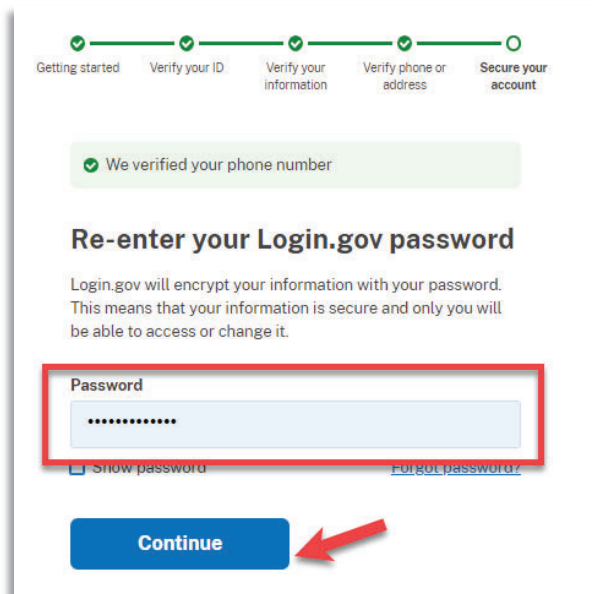 Getting started
Verify your ID
Verify your
information
Verify phone or
address
Secure your
account
We verified your phone number
Re-enter your Login.gov password
Login.gov will encrypt your information with your password.
This means that your information is secure and only you will
be able to access or change it.
Password
•••••••••••••
Show password
Forgot password?
Continue